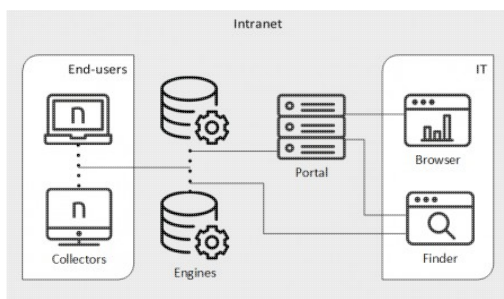 Intranet
End-users
IT
n
n
Collectors
Engines
Portal
Browser
Finder